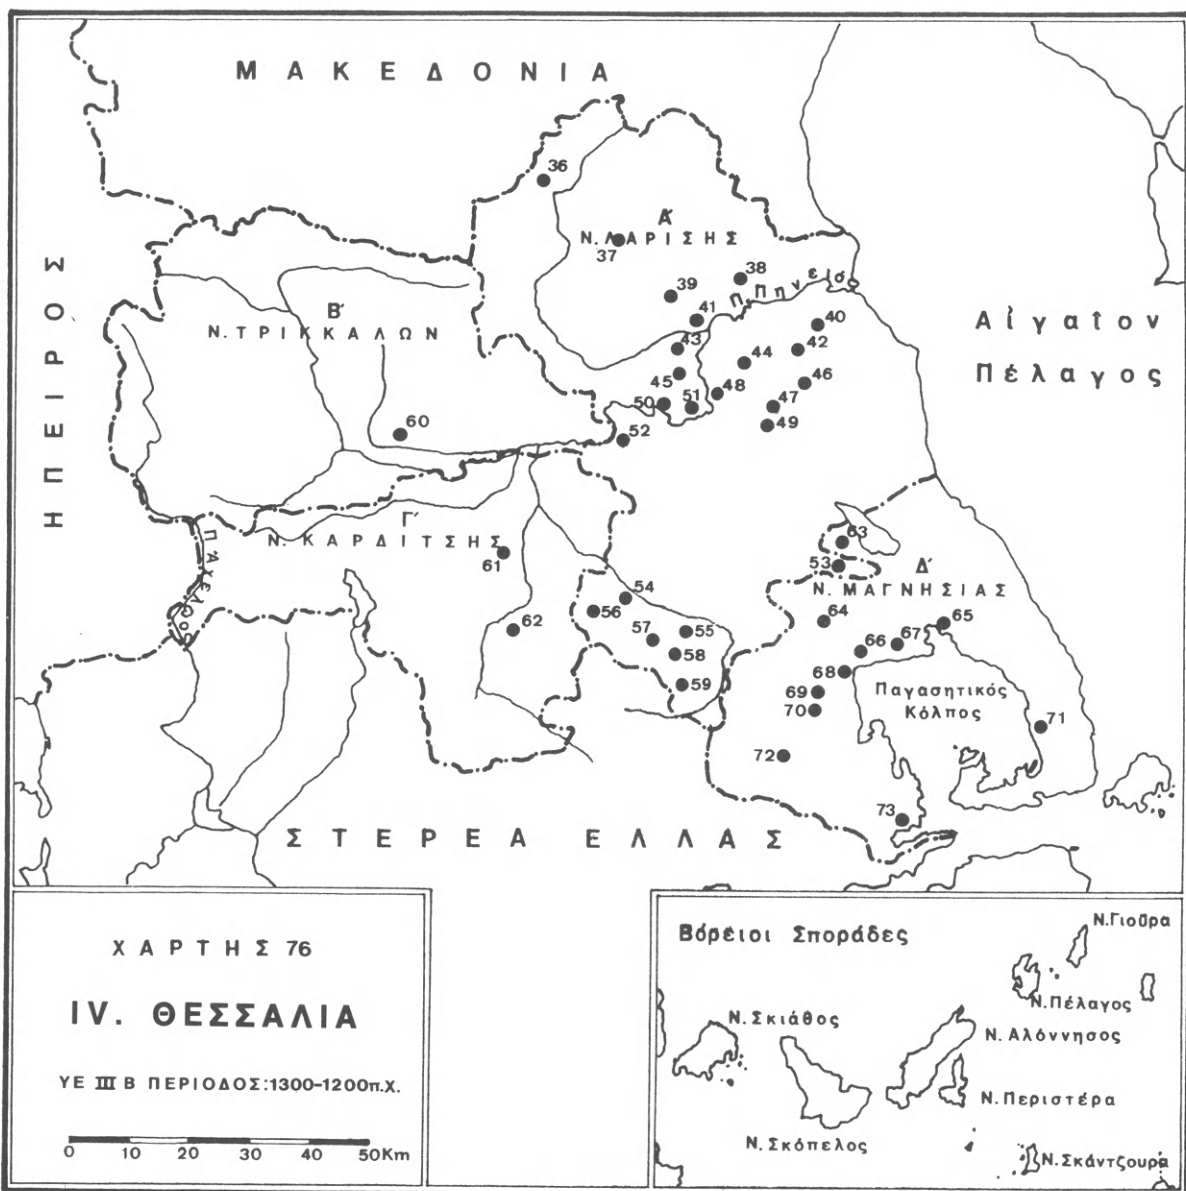 ΜΑΚΕΔΟΝΙΑ
36
Α΄
Ν. ΛΑΡΙΣΗΣ
37
38
39
Π. Πηνειός
41
40
ΗΠΕΙΡΟΣ
Β΄
Ν. ΤΡΙΚΚΑΛΩΝ
43
42
44
Αἰγαῖον
Πέλαγος
45
46
48
47
50
51
49
60
52
Γ΄
Ν. ΚΑΡΔΙΤΣΗΣ
61
63
53
Δ΄
Ν. ΜΑΓΝΗΣΙΑΣ
Π. ΑΧΕΛΩΟΣ
54
56
64
65
62
57
55
66
67
58
68
59
69
Παγασητικός
Κόλπος
70
71
72
73
ΣΤΕΡΕΑ ΕΛΛΑΣ
ΧΑΡΤΗΣ 76
IV. ΘΕΣΣΑΛΙΑ
ΥΕ ΙΙΙ Β ΠΕΡΙΟΔΟΣ:1300-1200π.Χ.
0 10 20 30 40 50Km
Βόρειοι Σποράδες
Ν.Γιοῦρα
Ν.Πέλαγος
Ν.Σκιάθος
Ν. Αλόννησος
Ν. Περιστέρα
Ν. Σκόπελος
Ν.Σκάντζουρα